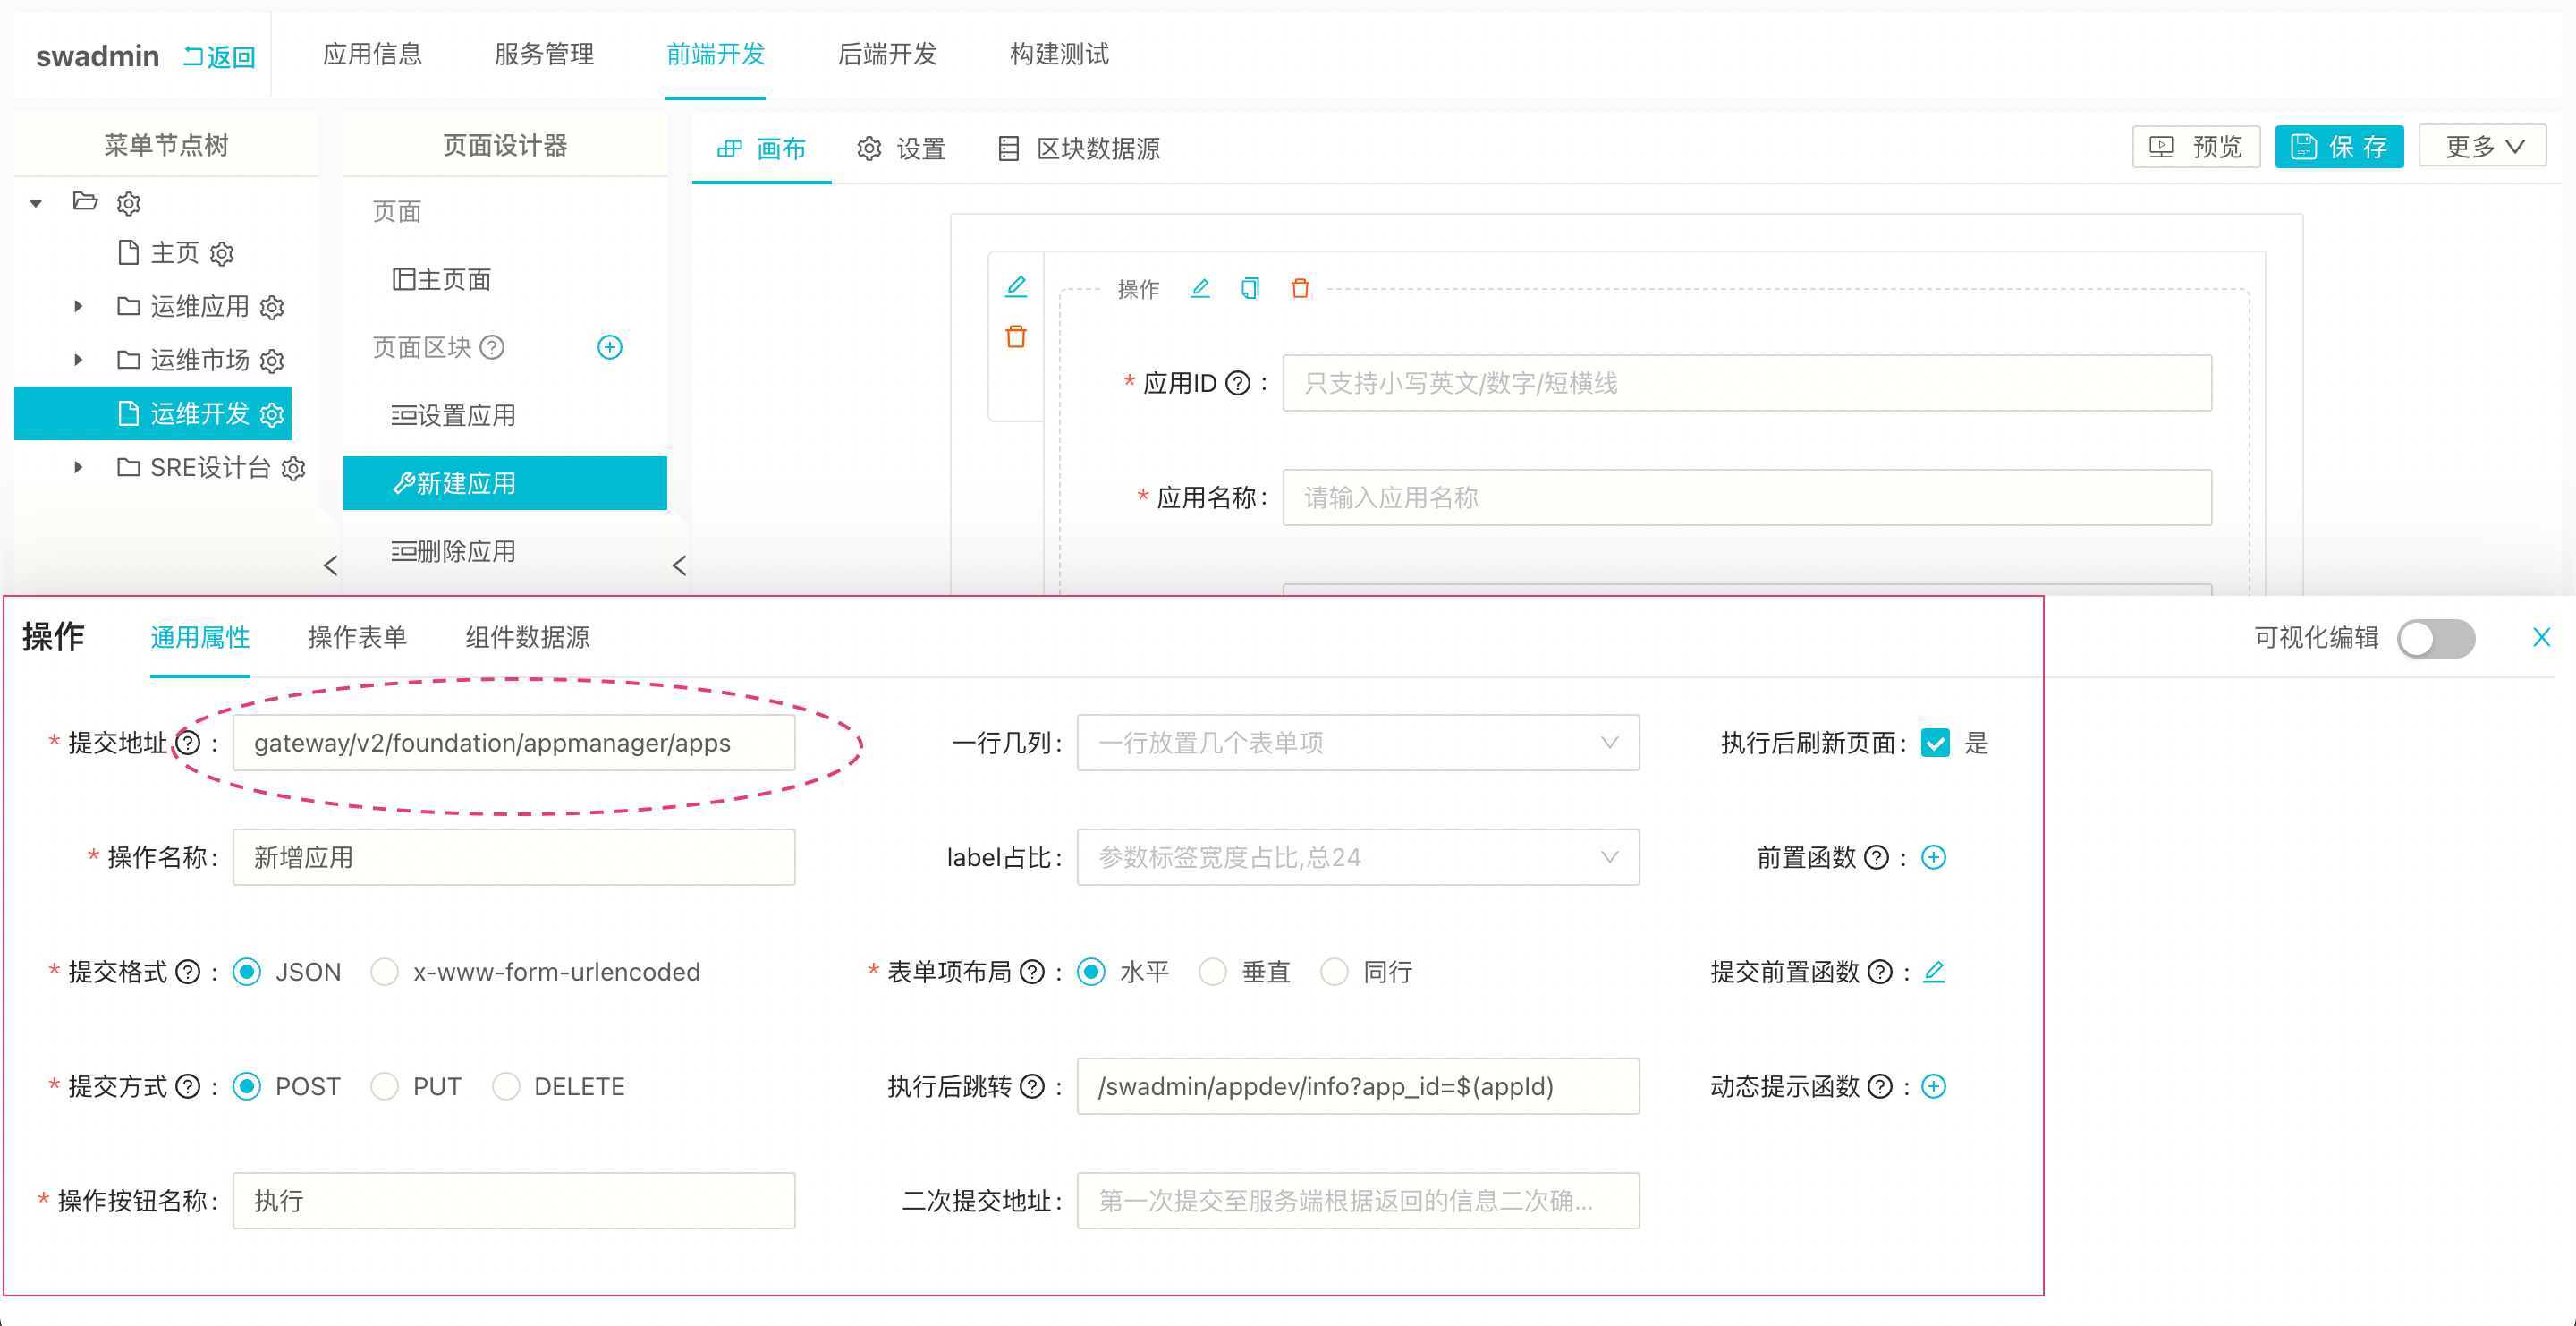 swadmin 返回 应用信息 服务管理 前端开发 后端开发 构建测试
菜单节点树 页面设计器 画布 设置 区块数据源 预览 保 存 更多
主页
运维应用
运维市场
运维开发
SRE设计台
页面
主页面
页面区块
设置应用
新建应用
删除应用
操作
* 应用ID : 只支持小写英文/数字/短横线
* 应用名称: 请输入应用名称
操作 通用属性 操作表单 组件数据源 可视化编辑
* 提交地址 : gateway/v2/foundation/appmanager/apps 一行几列: 一行放置几个表单项 执行后刷新页面: 是
* 操作名称: 新增应用 label占比: 参数标签宽度占比,总24 前置函数 :
* 提交格式 : JSON x-www-form-urlencoded * 表单项布局 : 水平 垂直 同行 提交前置函数 :
* 提交方式 : POST PUT DELETE 执行后跳转 : /swadmin/appdev/info?app_id=$(appId) 动态提示函数 :
* 操作按钮名称: 执行 二次提交地址: 第一次提交至服务端根据返回的信息二次确...